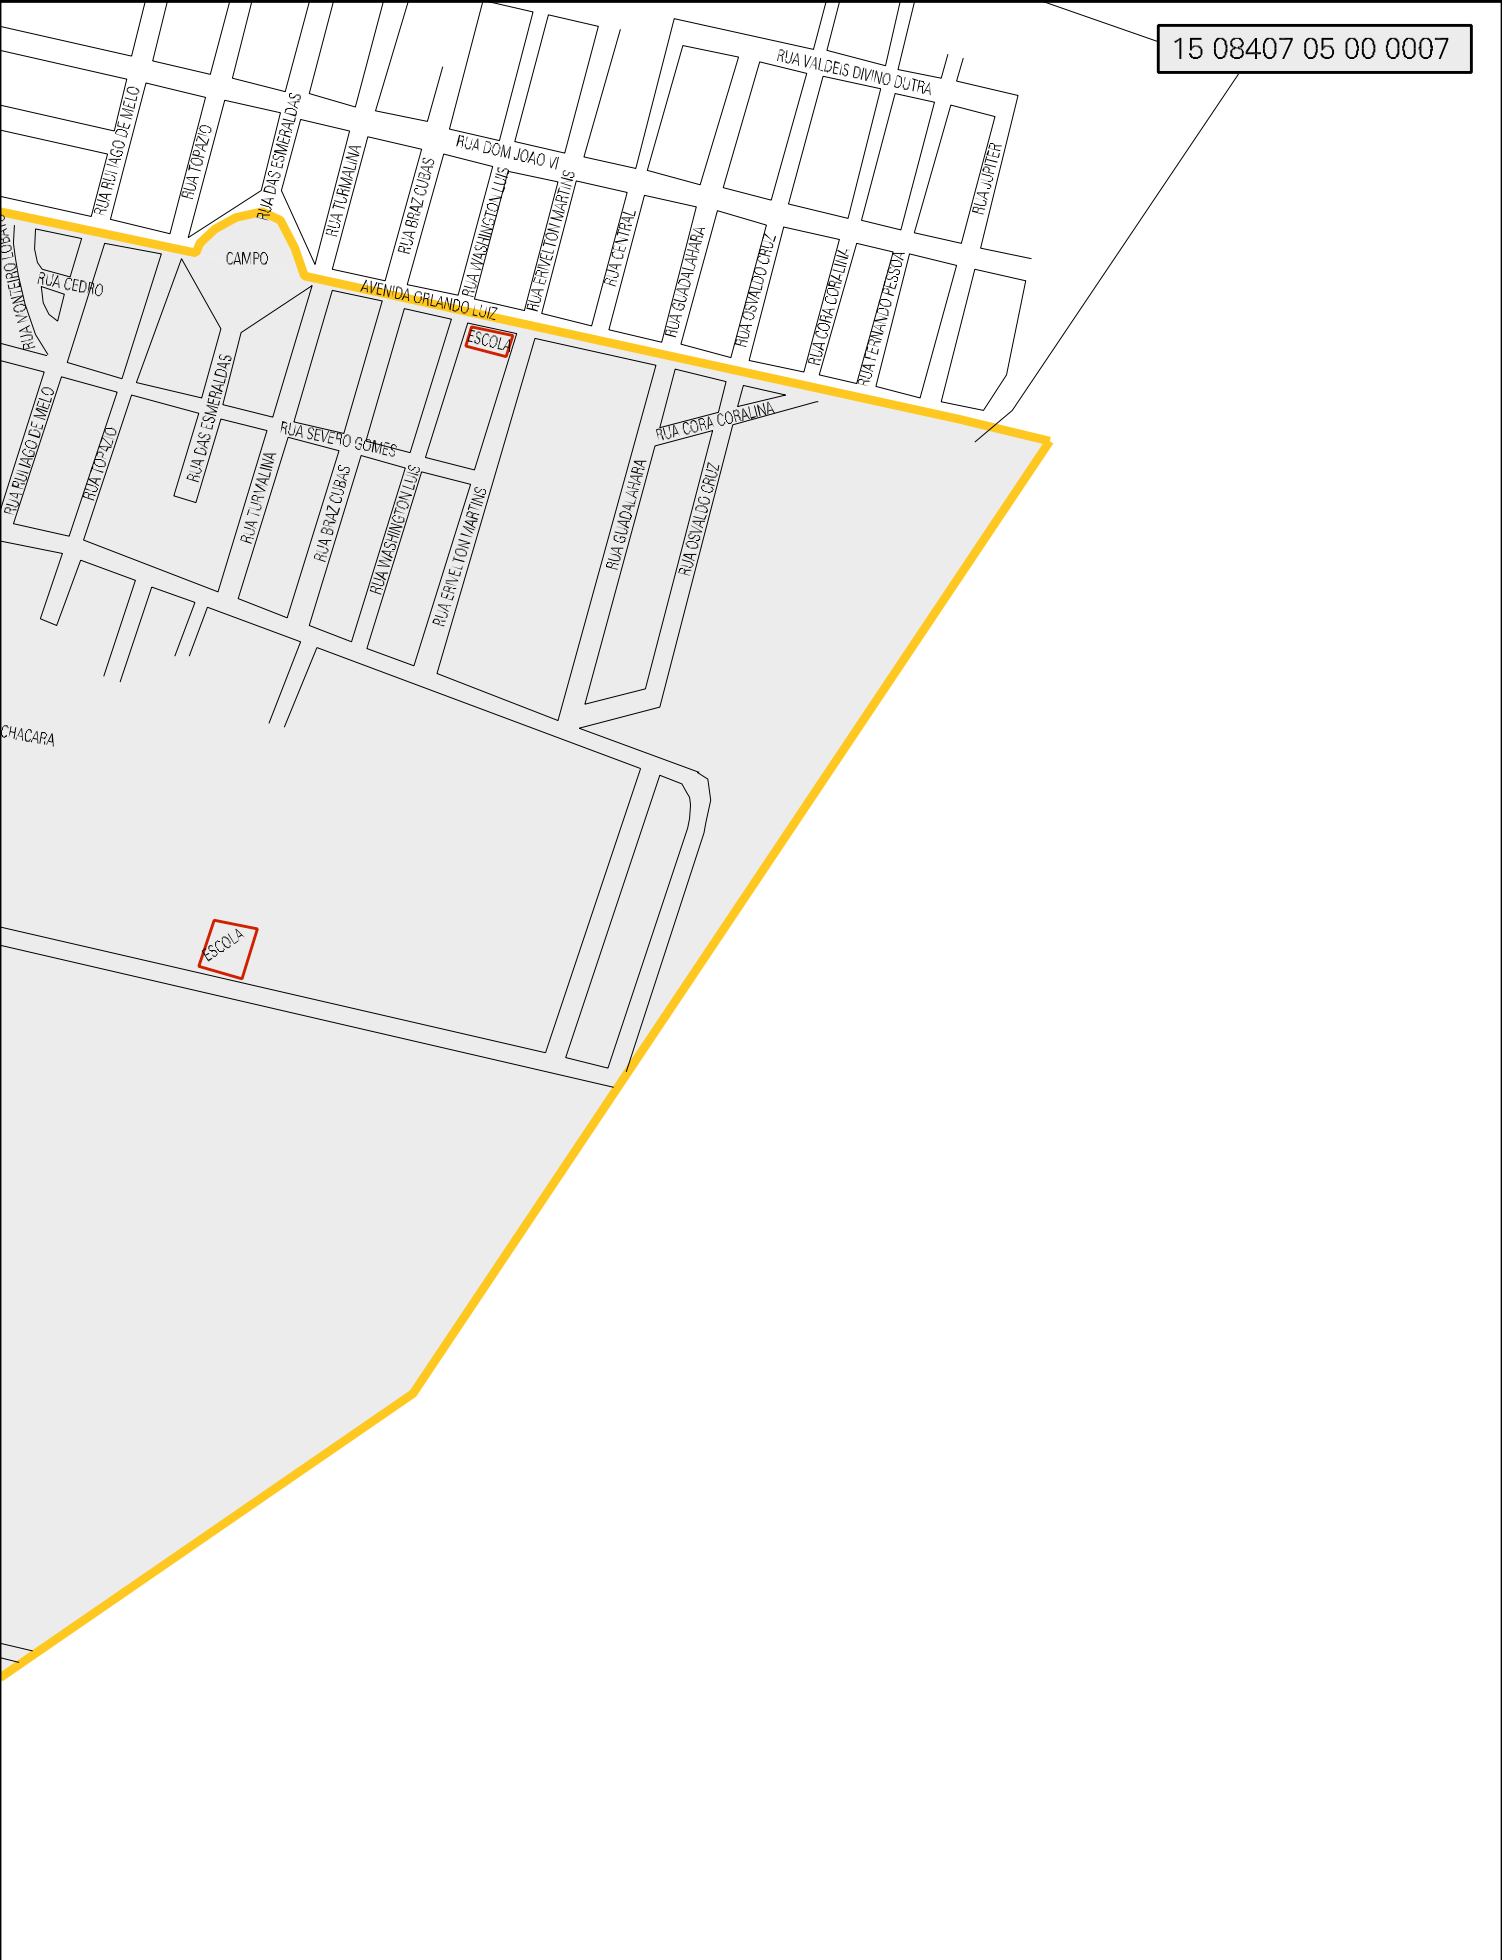 15 08407 05 00 0007
RUA VALDEIS DIVINO DUTRA
RUA RUI IAGO DE MELO
RUA TOPAZIO
RUA DAS ESMERALDAS
RUA TURMALINA
RUA DOM JOAO VI
RUA BRAZ CUBAS
RUA WASHINGTON LUIS
RUA ERIVELTON MARTINS
RUA CENTRAL
RUA GUADALAHARA
RUA OSVALDO CRUZ
RUA CORA CORALINA
RUA FERNANDO PESSOA
RUA JUPITER
RUA MONTEIRO LOBATO
CAMPO
RUA CEDRO
AVENIDA ORLANDO LUIZ
ESCOLA
RUA CORA CORALINA
RUA SEVERO GOMES
RUA RUI IAGO DE MELO
RUA TOPAZIO
RUA DAS ESMERALDAS
RUA TURMALINA
RUA BRAZ CUBAS
RUA WASHINGTON LUIS
RUA ERIVELTON MARTINS
RUA GUADALAHARA
RUA OSVALDO CRUZ
CHACARA
ESCOLA